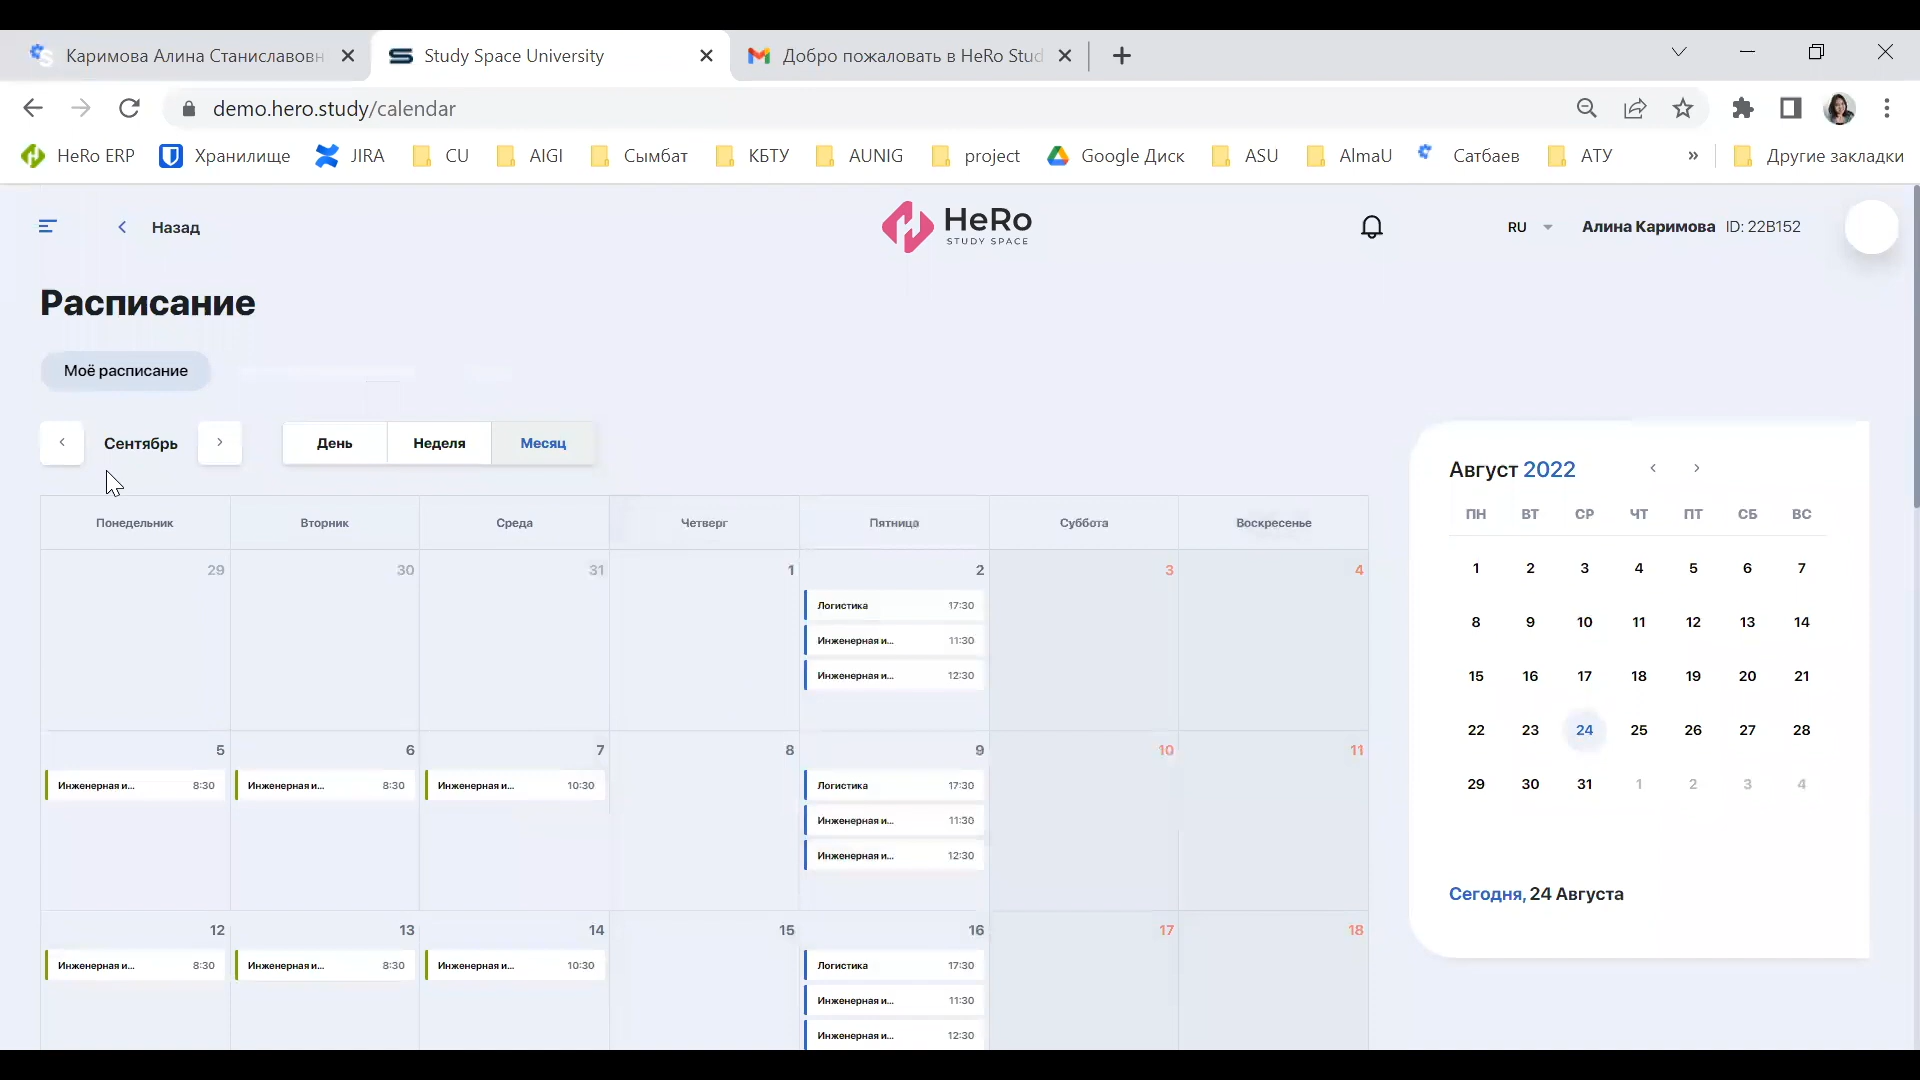 Каримова Алина Станиславовн
Study Space University
Добро пожаловать в HeRo Stud
demo.hero.study/calendar
HeRo ERP
Хранилище
JIRA
CU
AIGI
Сымбат
КБТУ
AUNIG
project
Google Диск
ASU
AlmaU
Сатбаев
АТУ
»
Другие закладки
Назад
HeRo
STUDY SPACE
RU
Алина Каримова ID: 22B152
Расписание
Моё расписание
Сентябрь
День
Неделя
Месяц
Понедельник Вторник Среда Четверг Пятница Суббота Воскресенье
29 30 31 1 2 3 4
Логистика 17:30
Инженерная и... 11:30
Инженерная и... 12:30
5 6 7 8 9 10 11
Инженерная и... 8:30 Инженерная и... 8:30 Инженерная и... 10:30 Логистика 17:30
Инженерная и... 11:30
Инженерная и... 12:30
12 13 14 15 16 17 18
Инженерная и... 8:30 Инженерная и... 8:30 Инженерная и... 10:30 Логистика 17:30
Инженерная и... 11:30
Инженерная и... 12:30
Август 2022
ПН ВТ СР ЧТ ПТ СБ ВС
1 2 3 4 5 6 7
8 9 10 11 12 13 14
15 16 17 18 19 20 21
22 23 24 25 26 27 28
29 30 31 1 2 3 4
Сегодня, 24 Августа